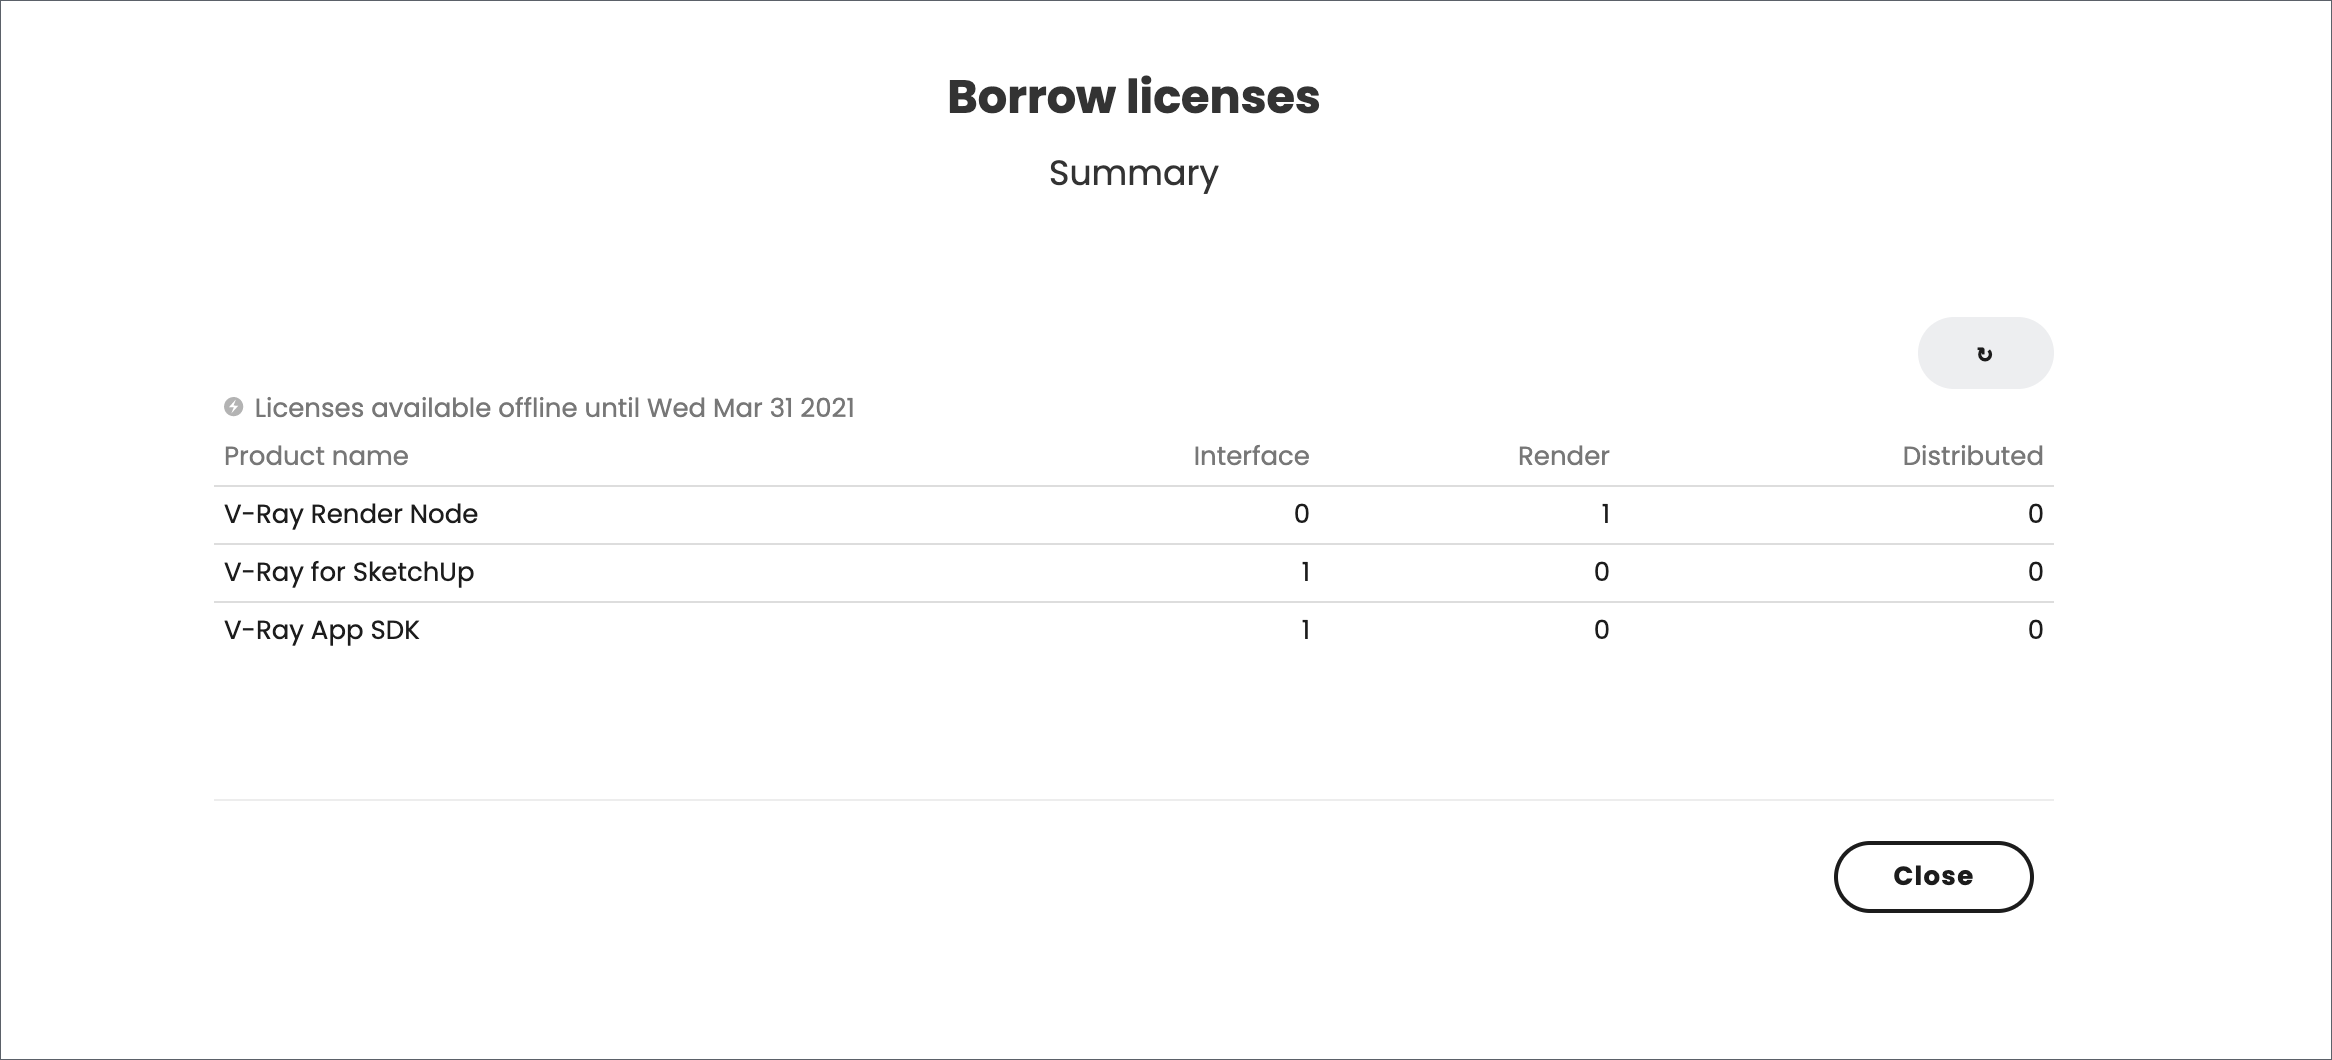 Borrow licenses
Summary
↻
Licenses available offline until Wed Mar 31 2021
Product name Interface Render Distributed
V-Ray Render Node 0 1 0
V-Ray for SketchUp 1 0 0
V-Ray App SDK 1 0 0
Close